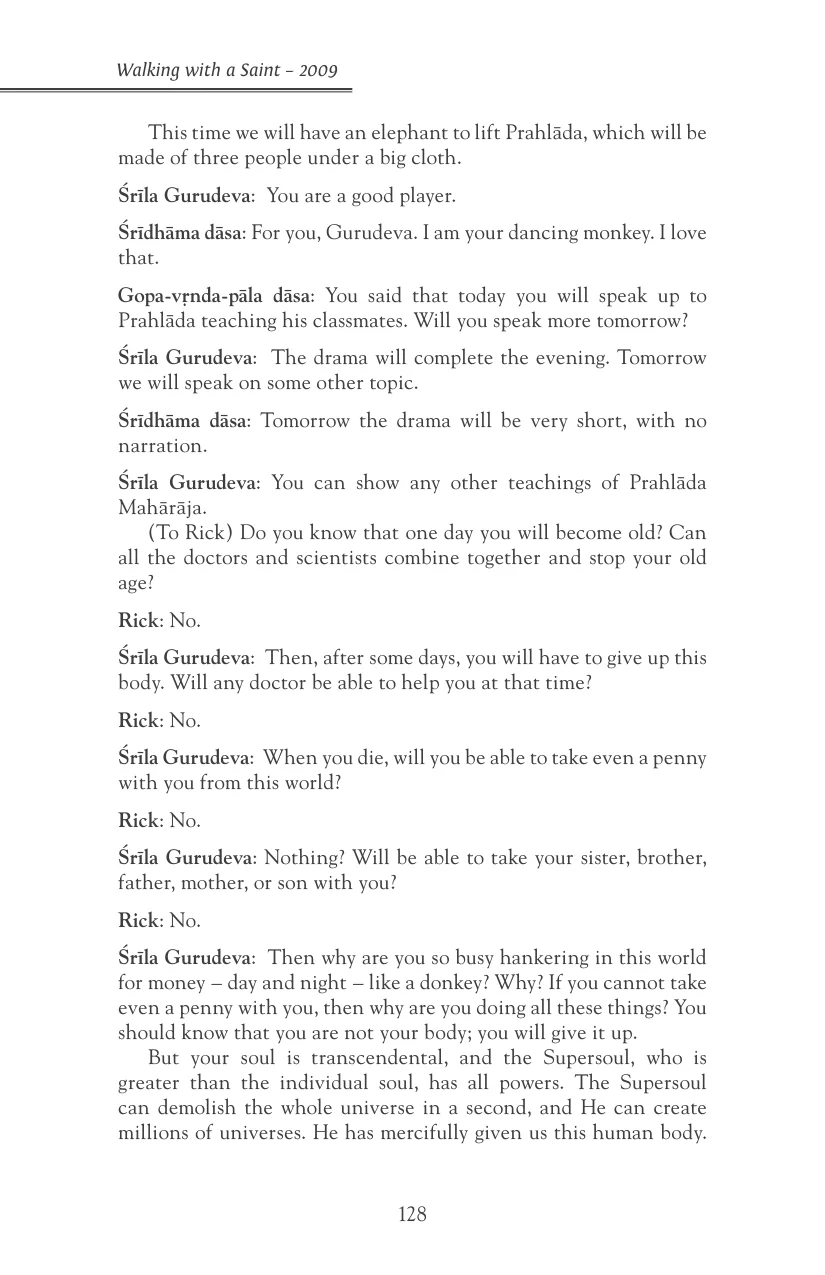 Walking with a Saint – 2009
This time we will have an elephant to lift Prahlāda, which will be
made of three people under a big cloth.
Śrīla Gurudeva:  You are a good player.
Śrīdhāma dāsa: For you, Gurudeva. I am your dancing monkey. I love
that.
Gopa-vṛnda-pāla dāsa: You said that today you will speak up to
Prahlāda teaching his classmates. Will you speak more tomorrow?
Śrīla Gurudeva:  The drama will complete the evening. Tomorrow
we will speak on some other topic.
Śrīdhāma dāsa: Tomorrow the drama will be very short, with no
narration.
Śrīla Gurudeva: You can show any other teachings of Prahlāda
Mahārāja.
(To Rick) Do you know that one day you will become old? Can
all the doctors and scientists combine together and stop your old
age?
Rick: No.
Śrīla Gurudeva:  Then, after some days, you will have to give up this
body. Will any doctor be able to help you at that time?
Rick: No.
Śrīla Gurudeva:  When you die, will you be able to take even a penny
with you from this world?
Rick: No.
Śrīla Gurudeva: Nothing? Will be able to take your sister, brother,
father, mother, or son with you?
Rick: No.
Śrīla Gurudeva:  Then why are you so busy hankering in this world
for money – day and night – like a donkey? Why? If you cannot take
even a penny with you, then why are you doing all these things? You
should know that you are not your body; you will give it up.
But your soul is transcendental, and the Supersoul, who is
greater than the individual soul, has all powers. The Supersoul
can demolish the whole universe in a second, and He can create
millions of universes. He has mercifully given us this human body.
128